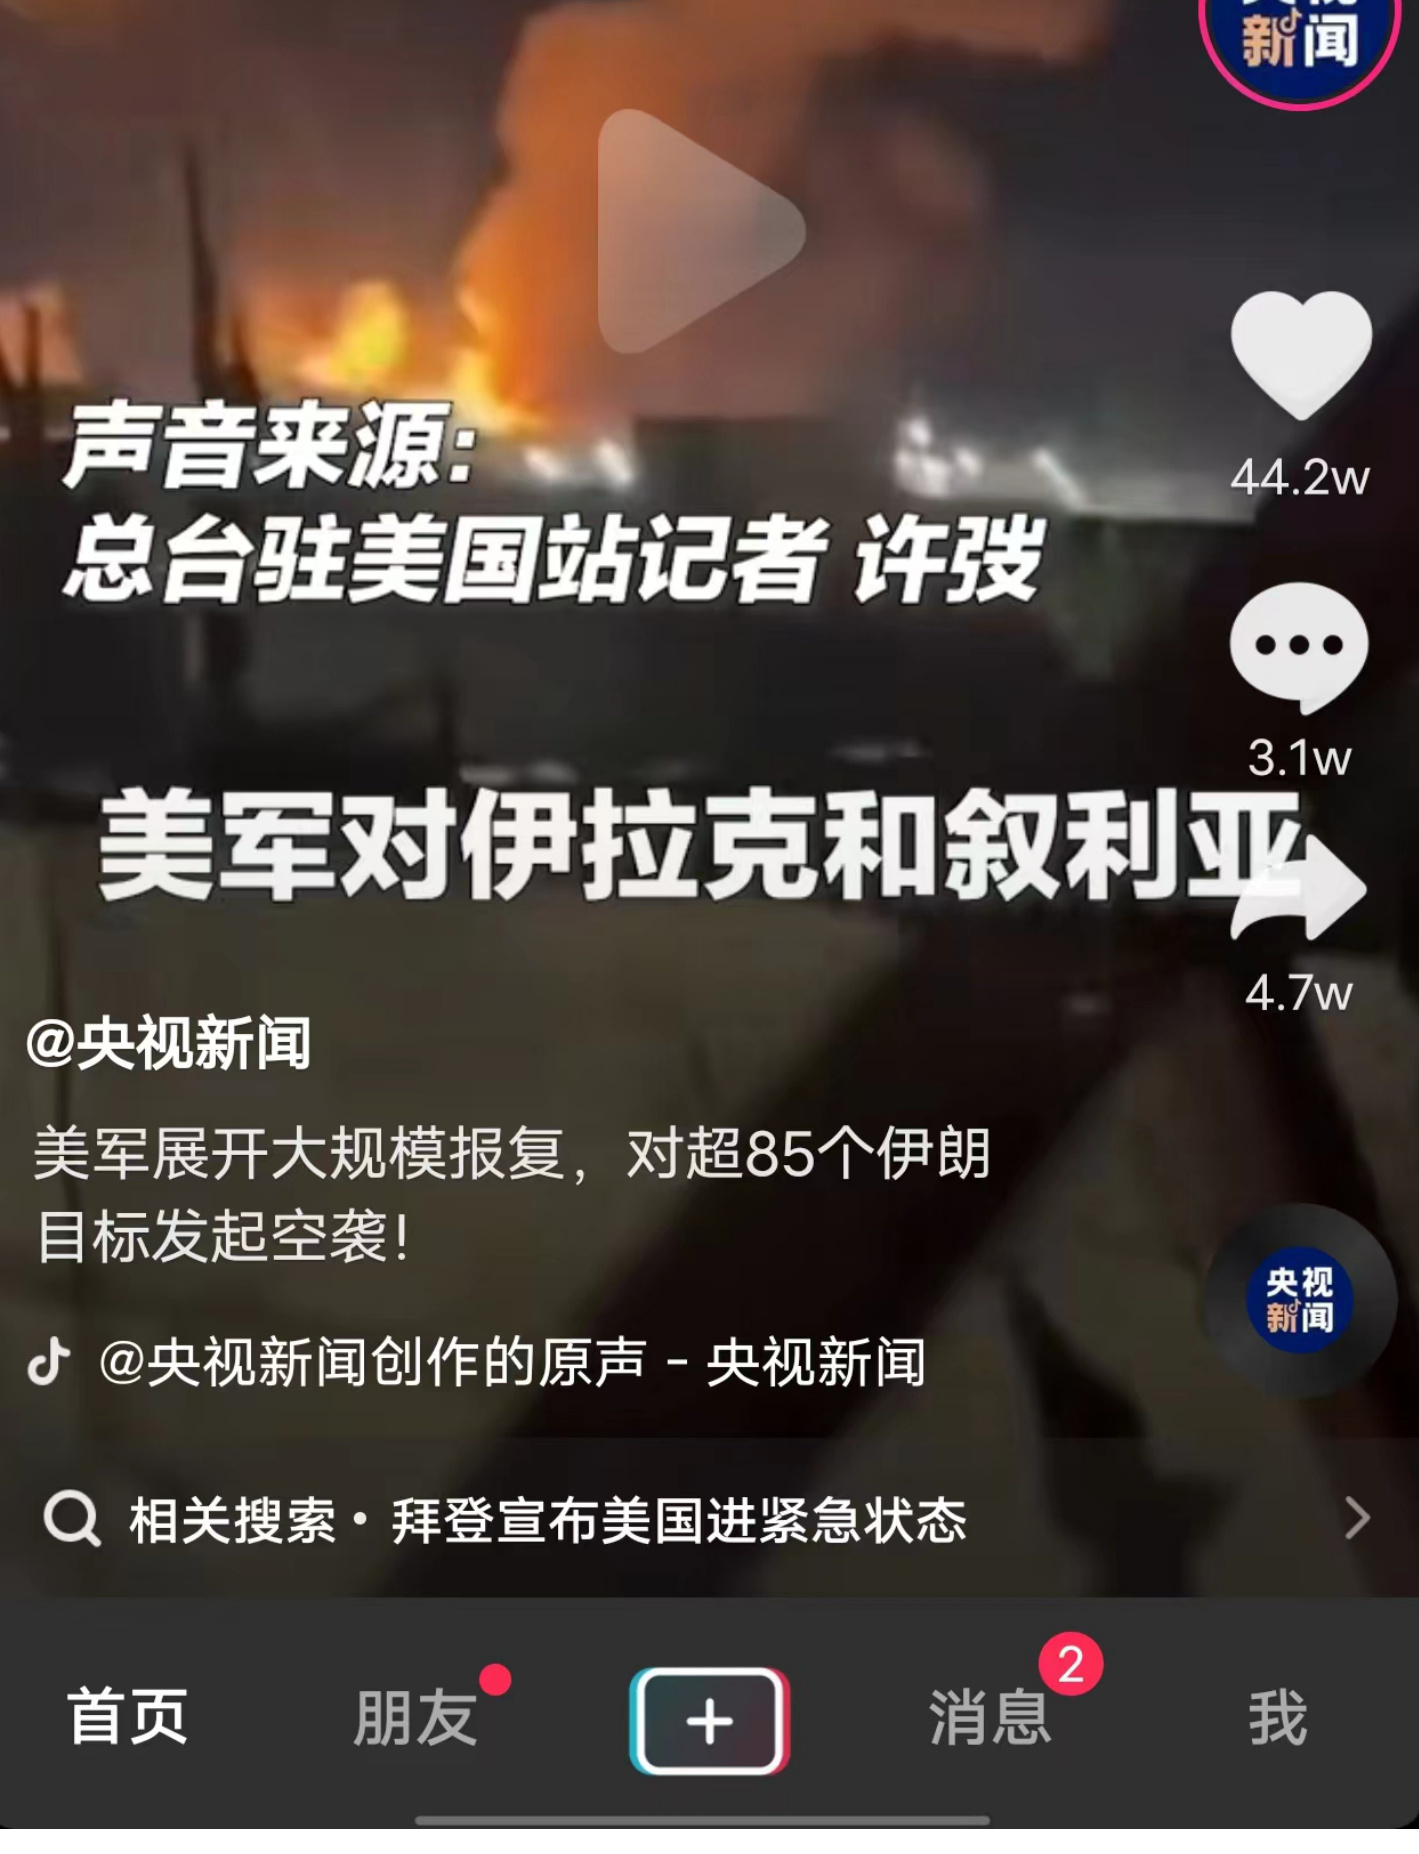 新闻
44.2w
声音来源:
总台驻美国站记者 许弢
3.1w
美军对伊拉克和叙利亚
4.7w
@央视新闻
美军展开大规模报复，对超85个伊朗
目标发起空袭！
央视
新闻
@央视新闻创作的原声 - 央视新闻
相关搜索·拜登宣布美国进紧急状态
首页
朋友
消息
2
我